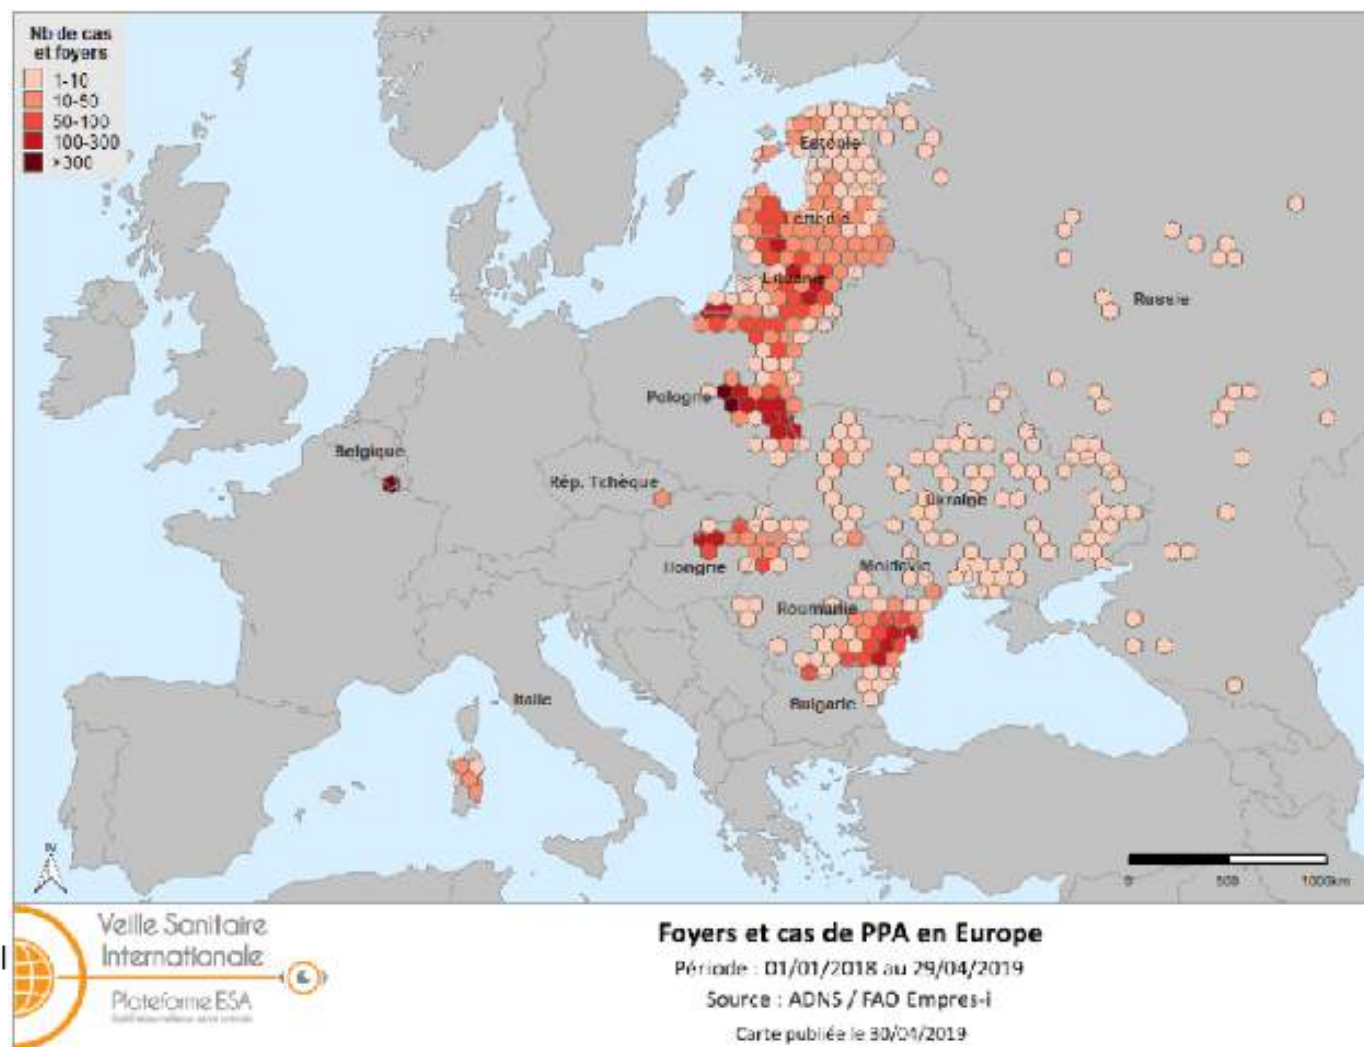 Nb de cas
et foyers
1-10
10-50
50-100
100-300
>300
Estonie
Lettonie
Lituanie
Russie
Pologne
Belgique
Rép. Tchèque
Ukraine
Hongrie
Moldavie
Roumanie
Italie
Bulgarie
N
0 500 1000km
Veille Sanitaire
Internationale
Plateforme ESA
Foyers et cas de PPA en Europe
Période : 01/01/2018 au 29/04/2019
Source : ADNS / FAO Empres-i
Carte publiée le 30/04/2019